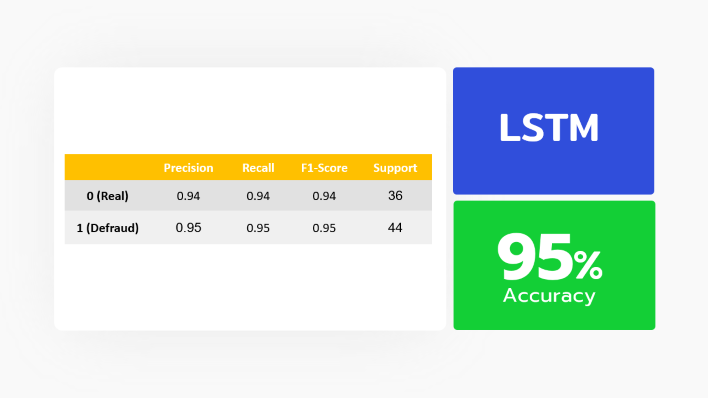 Precision Recall F1-Score Support
0 (Real) 0.94 0.94 0.94 36
1 (Defraud) 0.95 0.95 0.95 44
LSTM
95%
Accuracy